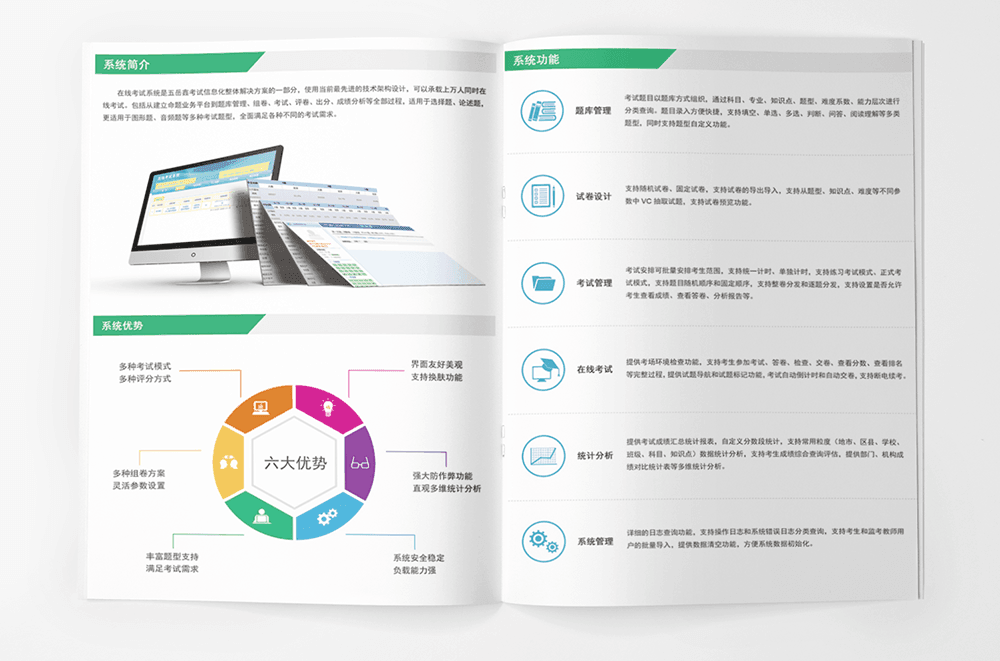 系统简介
在线考试系统是五岳鑫考试信息化整体解决方案的一部分，使用当前最先进的技术架构设计，可以承载上万人同时在
线考试、包括从建立命题业务平台到题库管理、组卷、考试、评卷、出分、成绩分析等全部过程，适用于选择题、论述题，
更适用于图形题、音频题等多种考试题型，全面满足各种不同的考试需求。
系统优势
多种考试模式
多种评分方式
界面友好美观
支持换肤功能
六大优势
多种组卷方案
灵活参数设置
强大防作弊功能
直观多维统计分析
丰富题型支持
满足考试需求
系统安全稳定
负载能力强
系统功能
题库管理
考试题目以题库方式组织，通过科目、专业、知识点、题型、难度系数、能力层次进行
分类查询。题目录入方便快捷，支持填空、单选、多选、判断、问答、阅读理解等多类
题型，同时支持题型自定义功能。
试卷设计
支持随机试卷、固定试卷，支持试卷的导出导入，支持从题型、知识点、难度等不同参
数中 VC 抽取试题，支持试卷预览功能。
考试管理
考试安排可批量安排考生范围，支持统一计时、单独计时，支持练习考试模式、正式考
试模式，支持题目随机顺序和固定顺序，支持整卷分发和逐题分发，支持设置是否允许
考生查看成绩、查看答卷、分析报告等。
在线考试
提供考场环境检查功能，支持考生参加考试、答卷、检查、交卷、查看分数、查看排名
等完整过程，提供试题导航和试题标记功能，考试自动倒计时和自动交卷，支持断电续考。
统计分析
提供考试成绩汇总统计报表，自定义分数段统计，支持常用粒度（地市、区县、学校、
班级、科目、知识点）数据统计分析，支持考生成绩综合查询评估，提供部门、机构成
绩对比统计表等多维统计分析。
系统管理
详细的日志查询功能，支持操作日志和系统错误日志分类查询，支持考生和监考教师用
户的批量导入，提供数据清空功能，方便系统数据初始化。